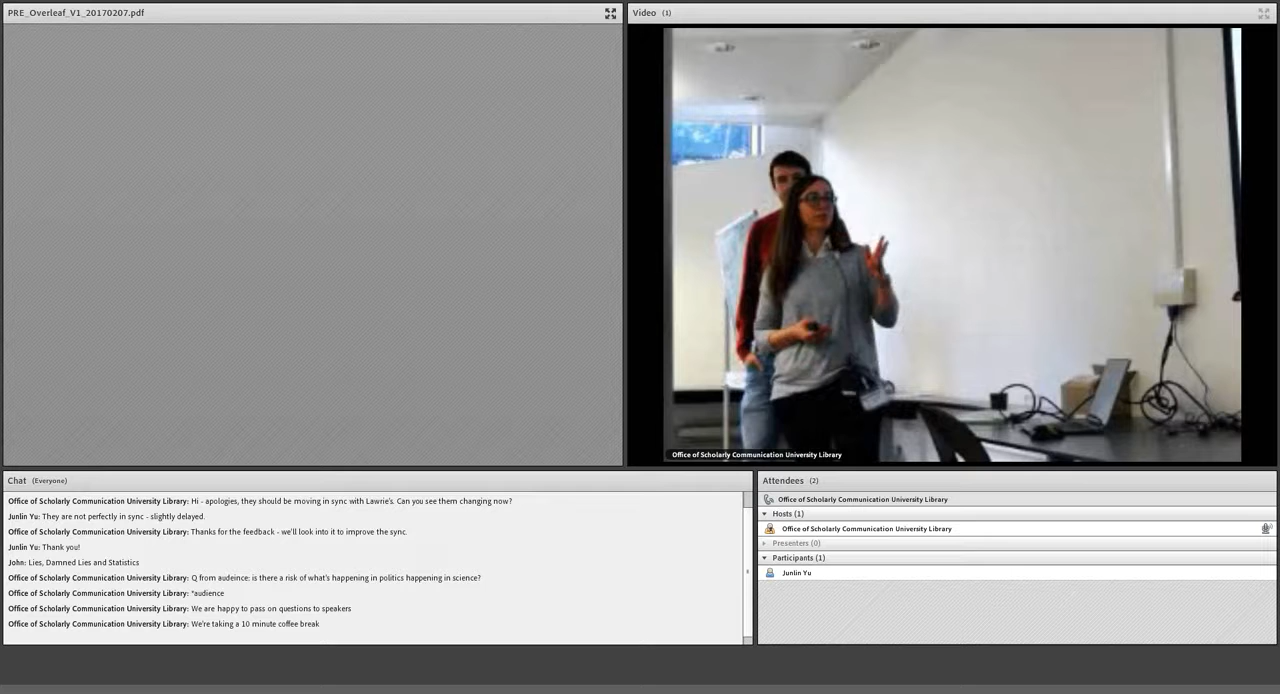 PRE_Overleaf_V1_20170207.pdf
Video (1)
Office of Scholarly Communication University Library
Chat (Everyone)
Office of Scholarly Communication University Library: Hi - apologies, they should be moving in sync with Lawrie's. Can you see them changing now?
Junlin Yu: They are not perfectly in sync - slightly delayed.
Office of Scholarly Communication University Library: Thanks for the feedback - we'll look into it to improve the sync.
Junlin Yu: Thank you!
John: Lies, Damned Lies and Statistics
Office of Scholarly Communication University Library: Q from audeince: is there a risk of what's happening in politics happening in science?
Office of Scholarly Communication University Library: *audience
Office of Scholarly Communication University Library: We are happy to pass on questions to speakers
Office of Scholarly Communication University Library: We're taking a 10 minute coffee break
Attendees (2)
Office of Scholarly Communication University Library
Hosts (1)
Office of Scholarly Communication University Library
Presenters (0)
Participants (1)
Junlin Yu